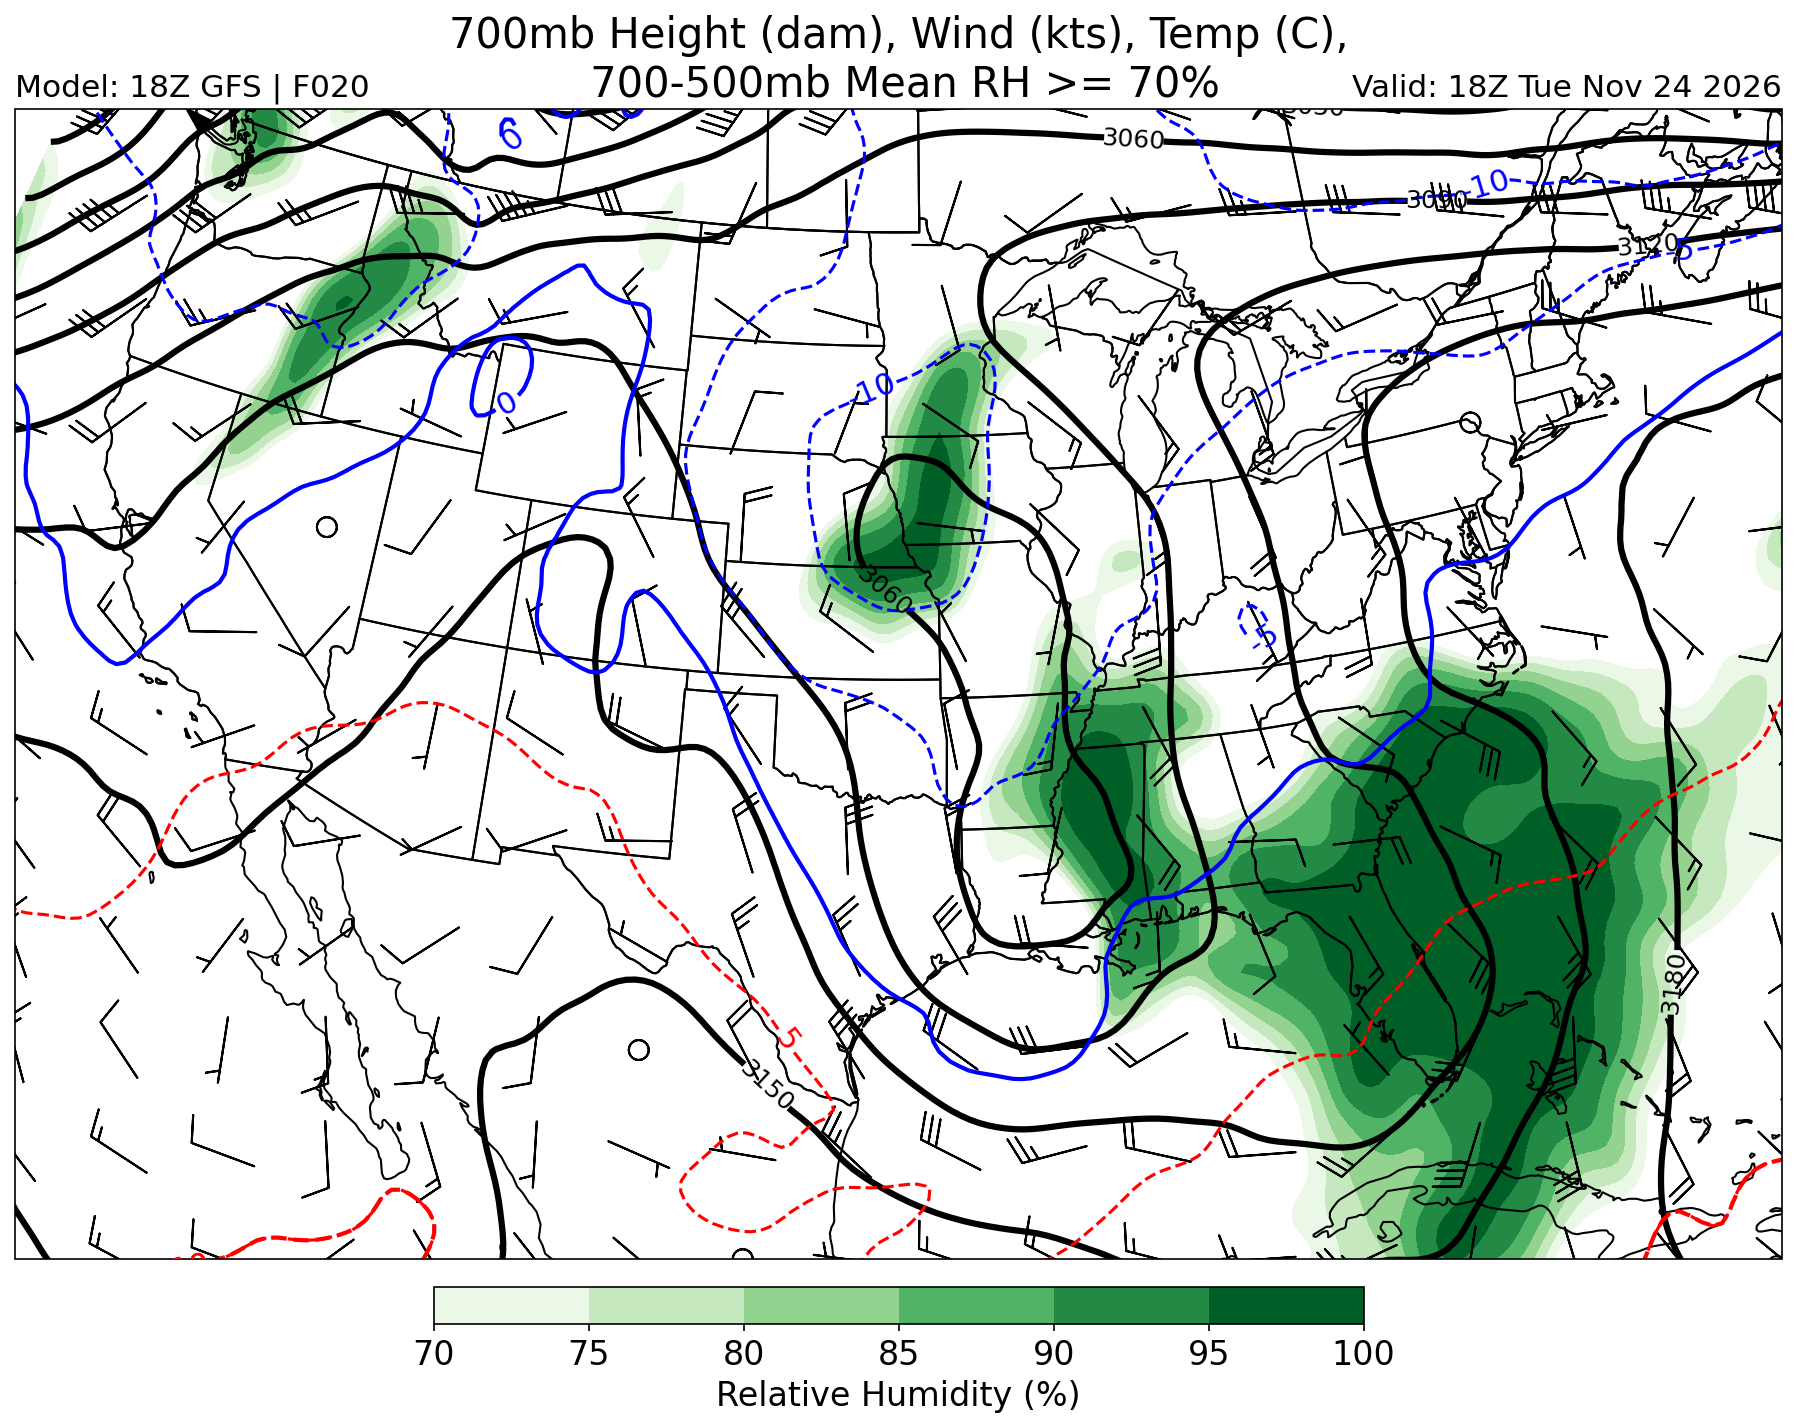 700mb Height (dam), Wind (kts), Temp (C),
700-500mb Mean RH >= 70%
Model: 18Z GFS | F020
Valid: 18Z Tue Nov 24 2026
3060
-10
3090
3120
-5
0
-10
3060
-5
5
3150
3180
70 75 80 85 90 95 100
Relative Humidity (%)